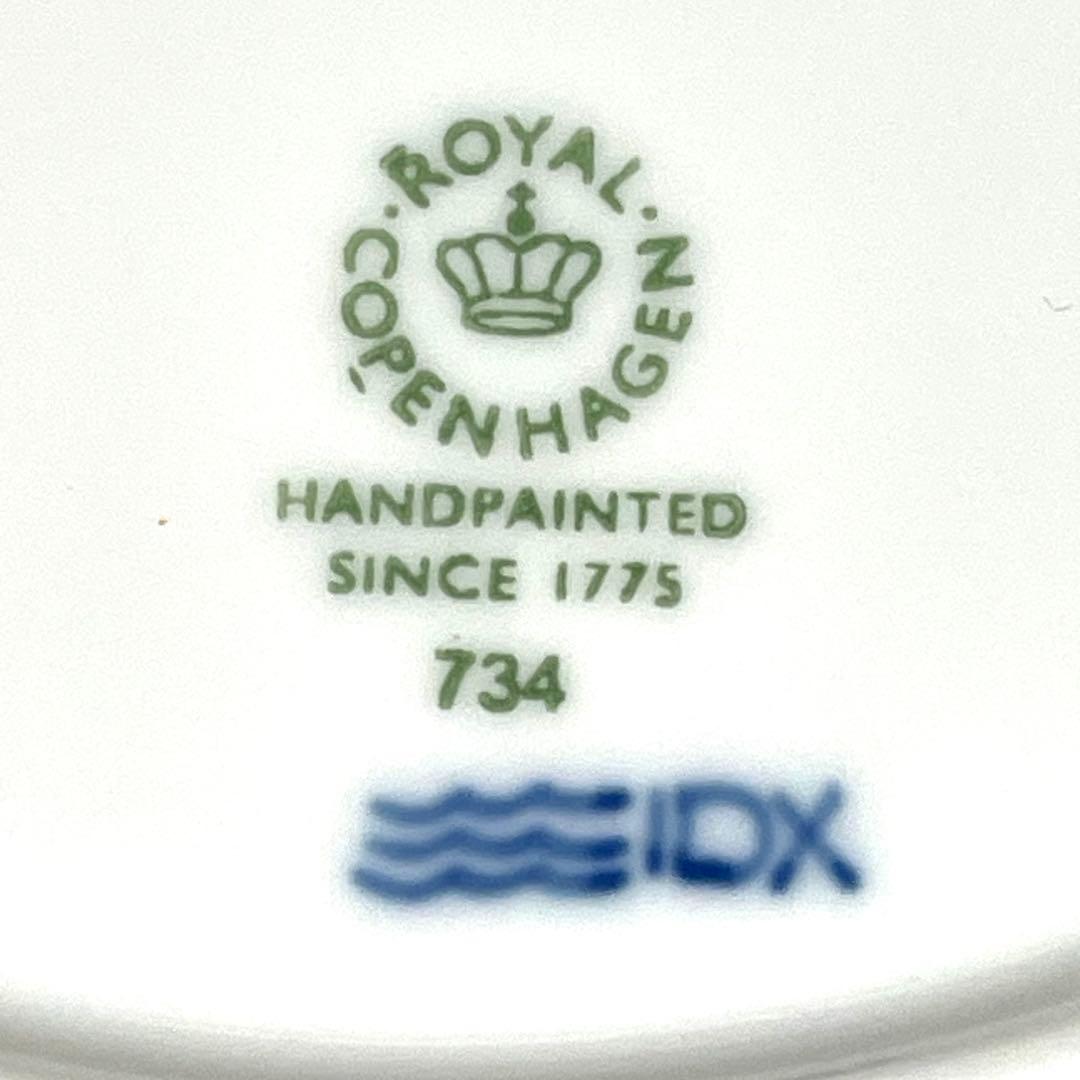 ROYAL
COPENHAGEN
HANDPAINTED
SINCE 1775
734
IDX